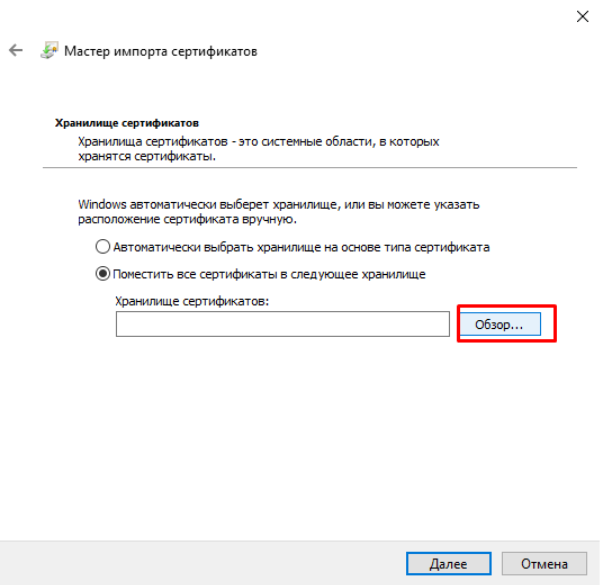 Мастер импорта сертификатов
Хранилище сертификатов
Хранилища сертификатов - это системные области, в которых
хранятся сертификаты.
Windows автоматически выберет хранилище, или вы можете указать
расположение сертификата вручную.
Автоматически выбрать хранилище на основе типа сертификата
Поместить все сертификаты в следующее хранилище
Хранилище сертификатов:
Обзор...
Далее
Отмена